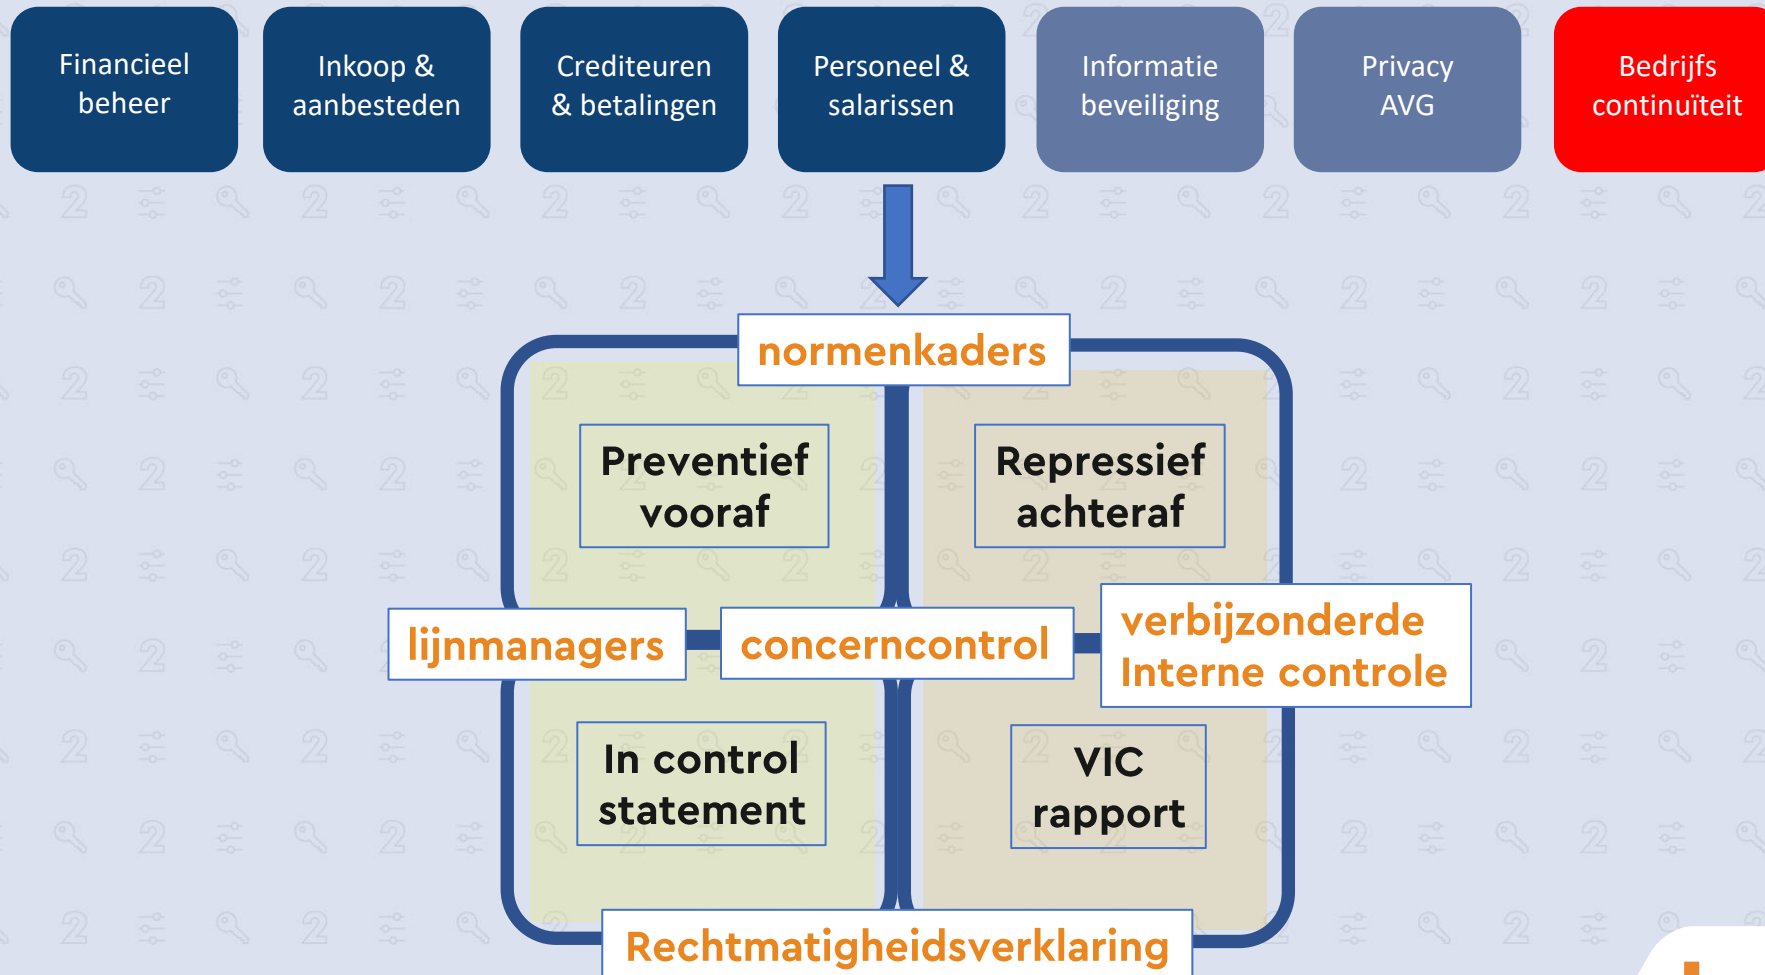 Financieel
beheer
Inkoop &
aanbesteden
Crediteuren
& betalingen
Personeel &
salarissen
Informatie
beveiliging
Privacy
AVG
Bedrijfs
continuïteit
normenkaders
Preventief
vooraf
Repressief
achteraf
lijnmanagers
concerncontrol
verbijzonderde
Interne controle
In control
statement
VIC
rapport
Rechtmatigheidsverklaring